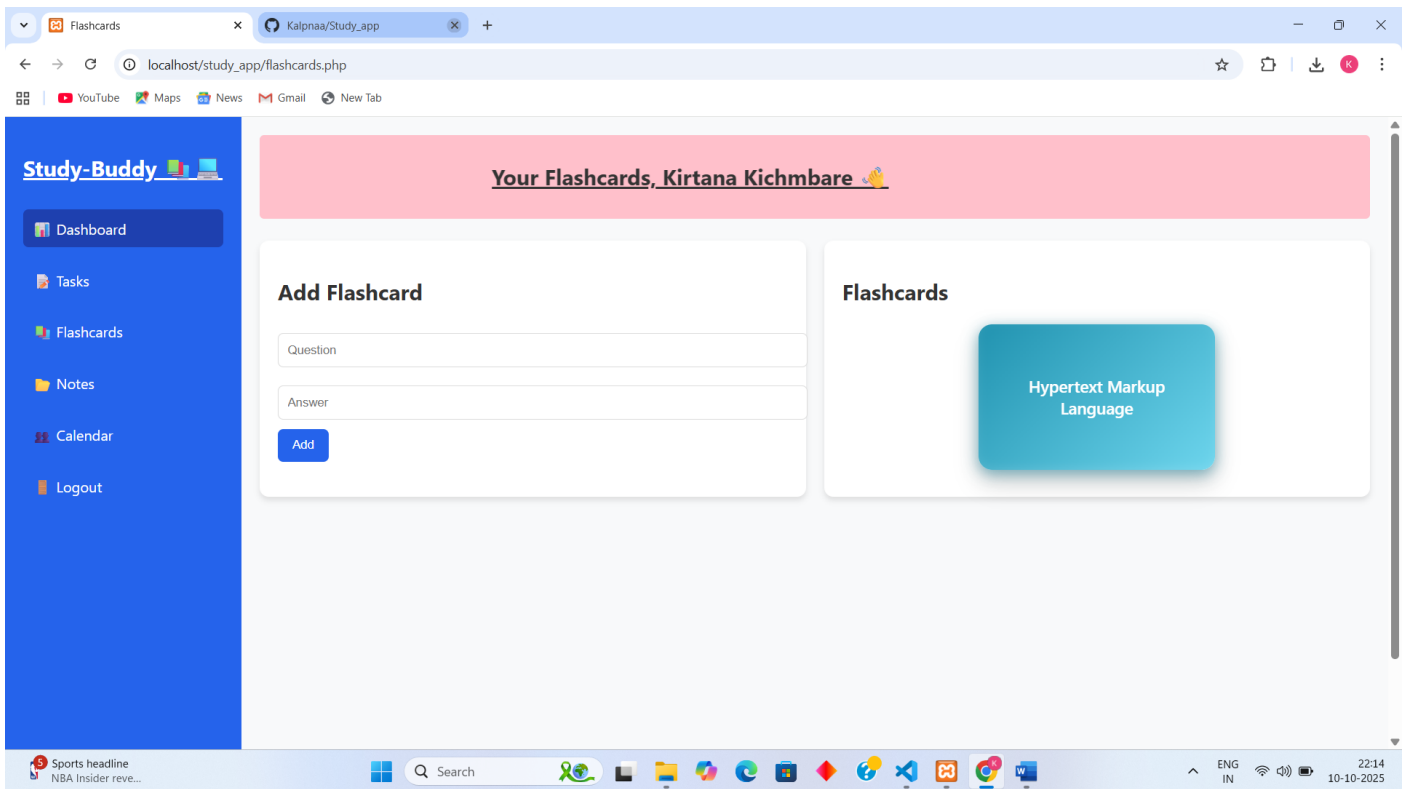 Flashcards
Kalpnaa/Study_app
localhost/study_app/flashcards.php
K
YouTube
Maps
News
Gmail
New Tab
Study-Buddy
Dashboard
Tasks
Flashcards
Notes
Calendar
Logout
Your Flashcards, Kirtana Kichmbare
Add Flashcard
Question
Answer
Add
Flashcards
Hypertext Markup
Language
5
Sports headline
NBA Insider reve...
Search
ENG
IN
22:14
10-10-2025